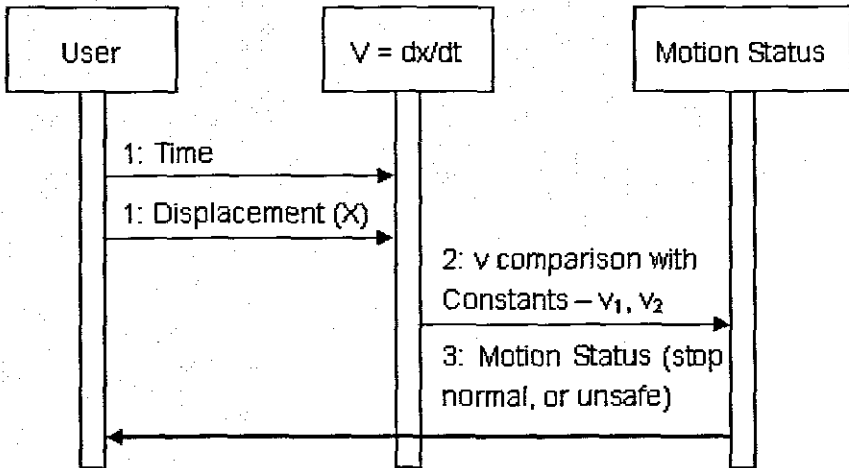 User
V = dx/dt
Motion Status
1: Time
1: Displacement (X)
2: v comparison with
Constants – v₁, v₂
3: Motion Status (stop
normal, or unsafe)